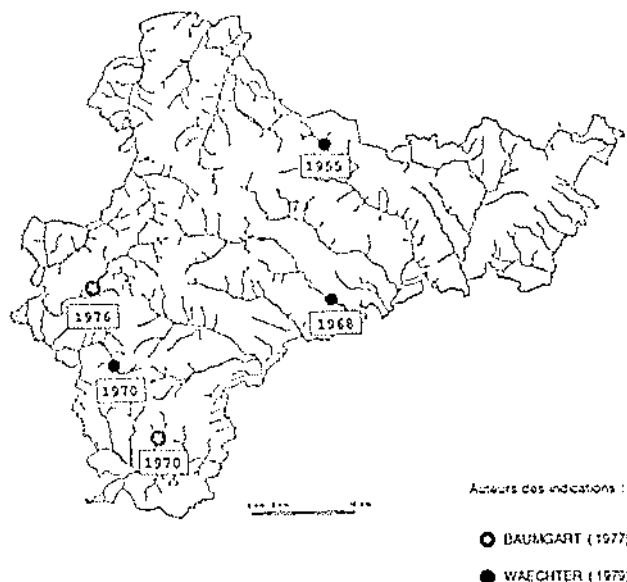 1955
1976
1968
1970
1970
Auteurs des indications :
BAUMGART (1977)
WAECHTER (1979)